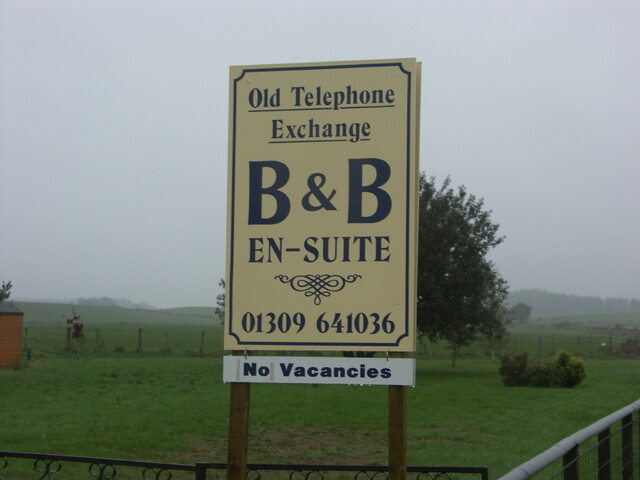 Old Telephone
Exchange
B & B
EN-SUITE
01309 641036
No Vacancies